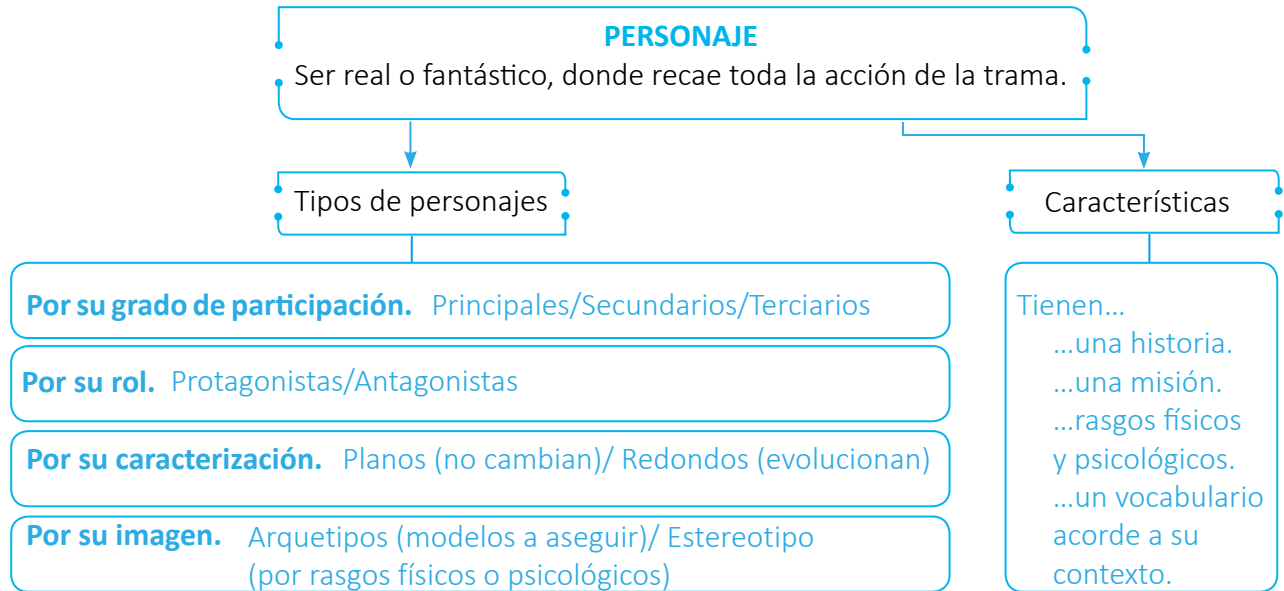 PERSONAJE
Ser real o fantástico, donde recae toda la acción de la trama.
Tipos de personajes
Por su grado de participación. Principales/Secundarios/Terciarios
Por su rol. Protagonistas/Antagonistas
Por su caracterización. Planos (no cambian)/ Redondos (evolucionan)
Por su imagen. Arquetipos (modelos a aseguir)/ Estereotipo
(por rasgos físicos o psicológicos)
Características
Tienen...
...una historia.
...una misión.
...rasgos físicos
y psicológicos.
...un vocabulario
acorde a su
contexto.